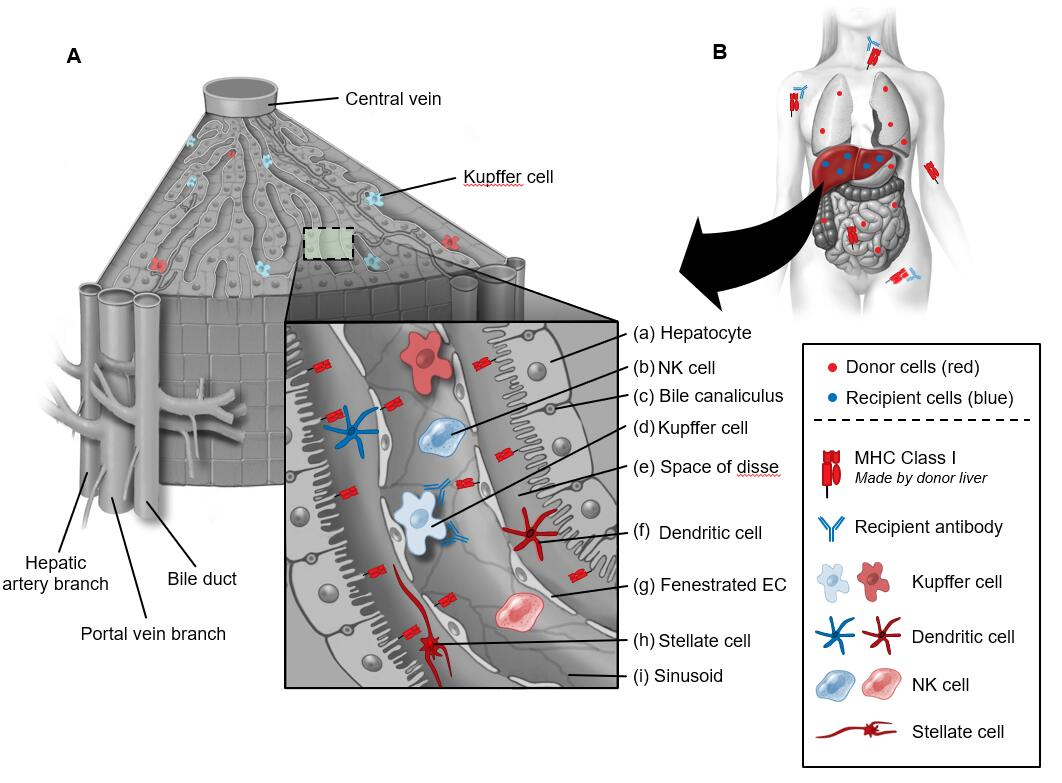 A
Central vein
Kupffer cell
Hepatic
artery branch
Bile duct
Portal vein branch
(a) Hepatocyte
(b) NK cell
(c) Bile canaliculus
(d) Kupffer cell
(e) Space of disse
(f) Dendritic cell
(g) Fenestrated EC
(h) Stellate cell
(i) Sinusoid
B
Donor cells (red)
Recipient cells (blue)
MHC Class I
Made by donor liver
Recipient antibody
Kupffer cell
Dendritic cell
NK cell
Stellate cell